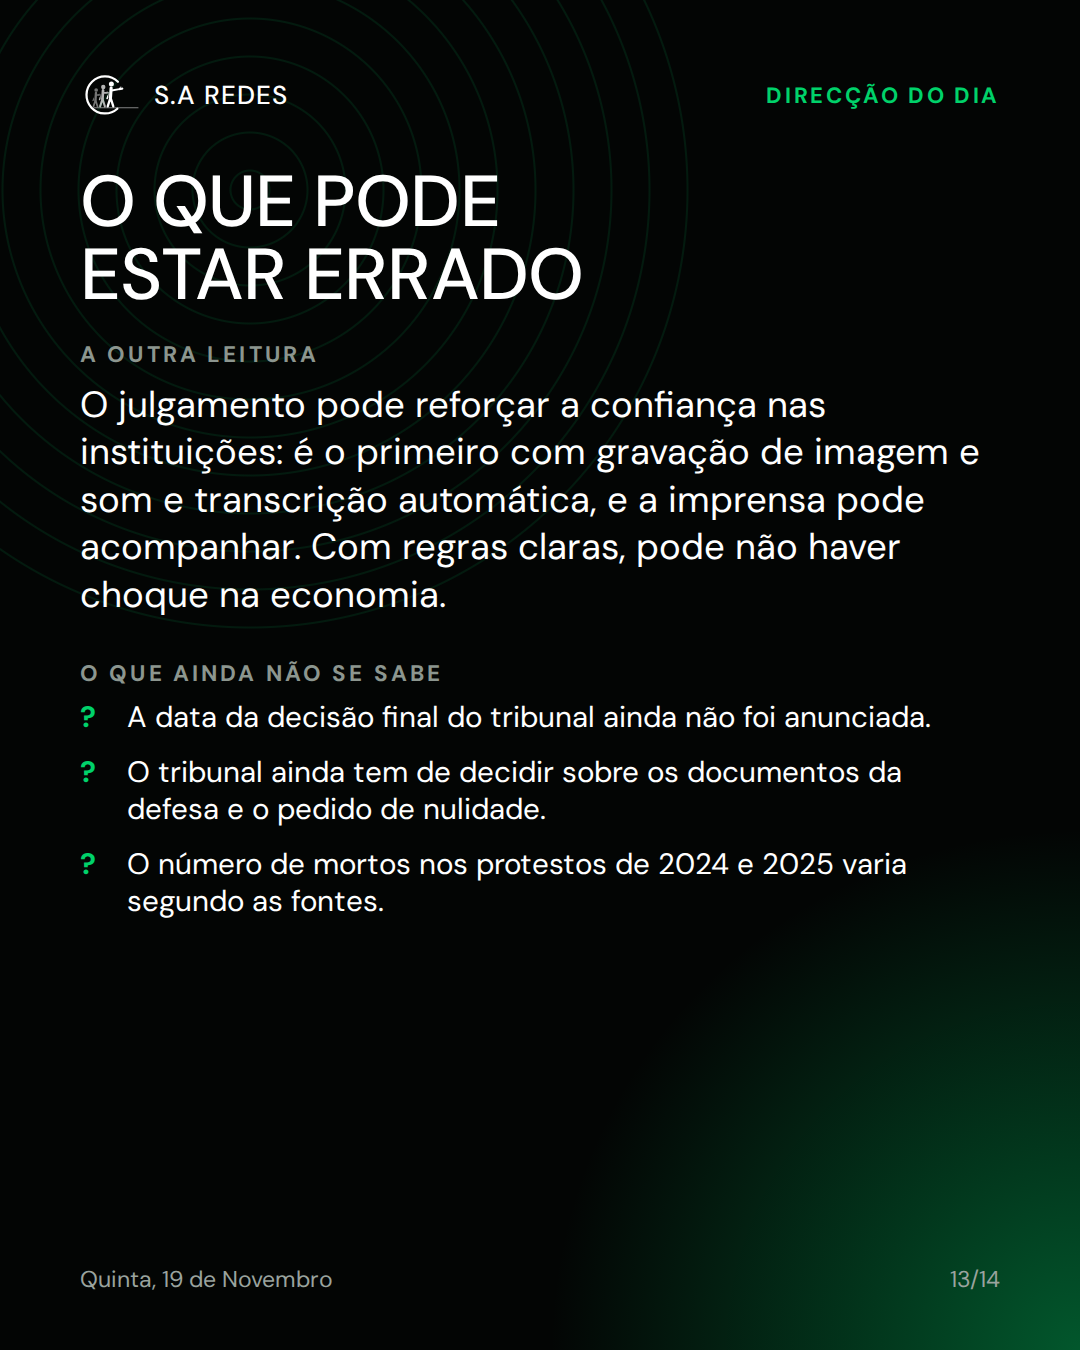 S.A REDES
DIRECÇÃO DO DIA
O QUE PODE
ESTAR ERRADO
A OUTRA LEITURA
O julgamento pode reforçar a confiança nas
instituições: é o primeiro com gravação de imagem e
som e transcrição automática, e a imprensa pode
acompanhar. Com regras claras, pode não haver
choque na economia.
O QUE AINDA NÃO SE SABE
? A data da decisão final do tribunal ainda não foi anunciada.
? O tribunal ainda tem de decidir sobre os documentos da
defesa e o pedido de nulidade.
? O número de mortos nos protestos de 2024 e 2025 varia
segundo as fontes.
Quinta, 19 de Novembro
13/14